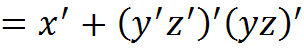 = x′ + (y′z′)′(yz)′